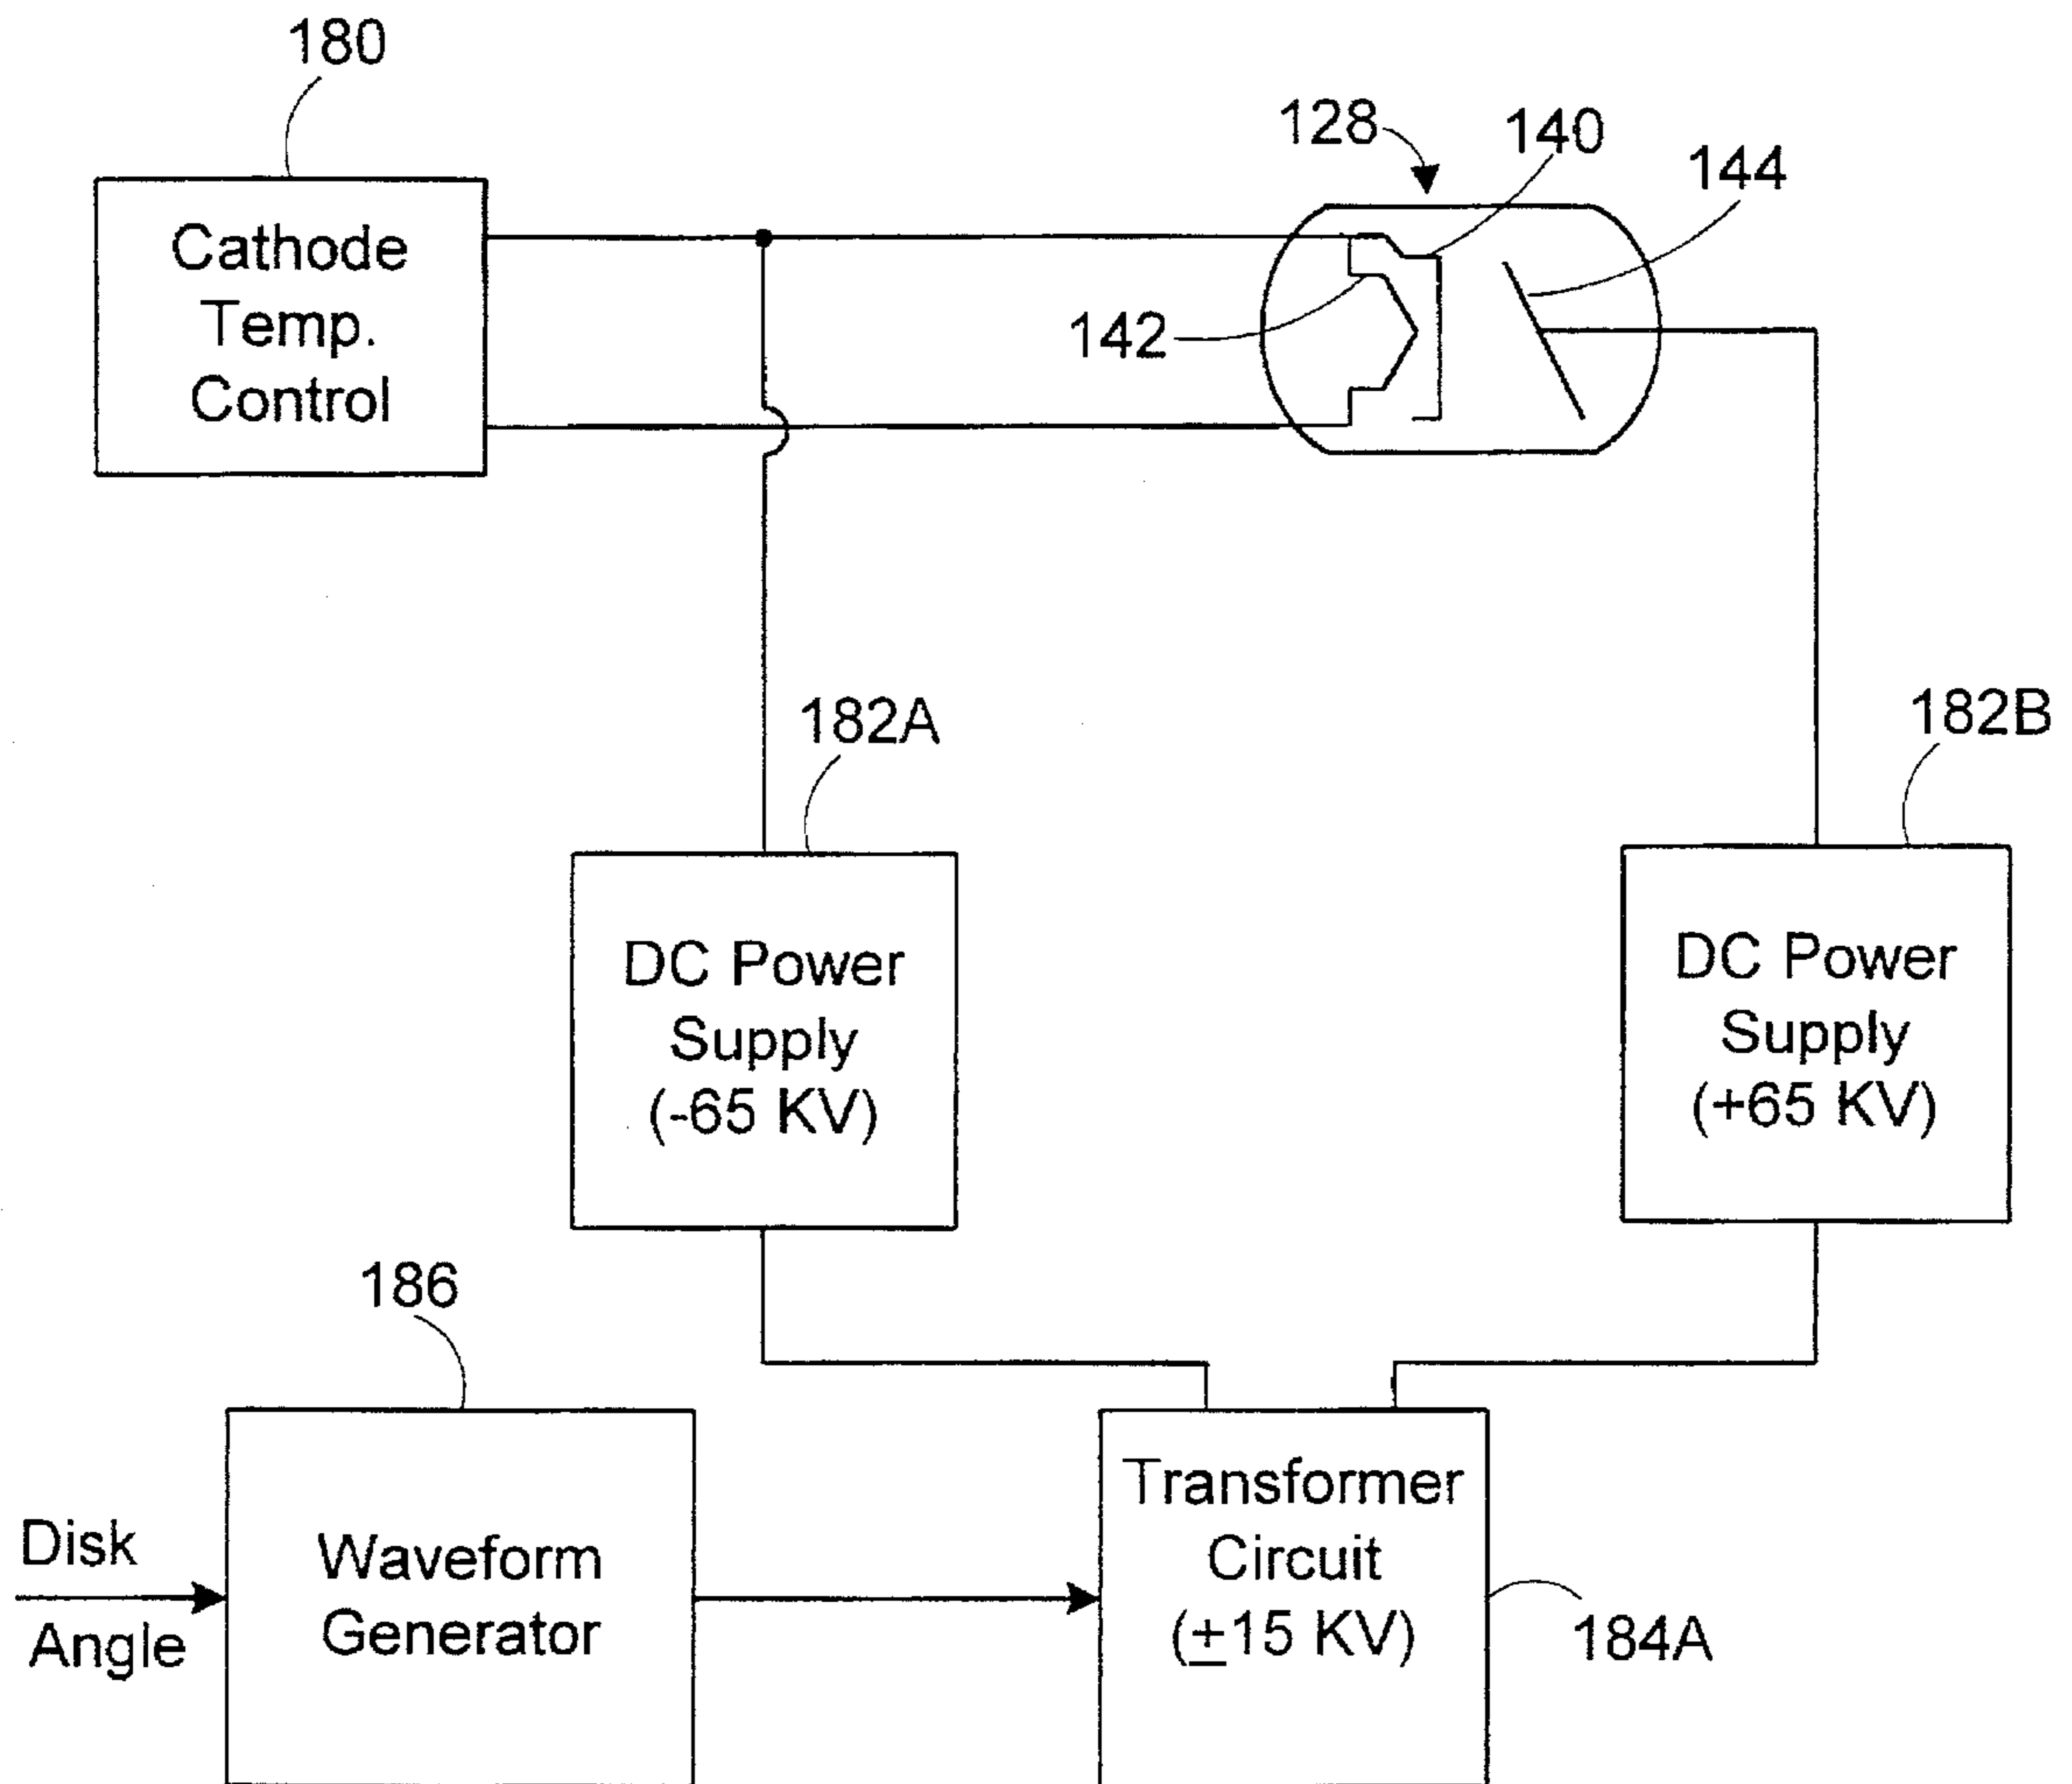 180
128
140
144
Cathode
Temp.
Control
142
182A
182B
DC Power
Supply
(-65 KV)
DC Power
Supply
(+65 KV)
186
Disk
Angle
Waveform
Generator
Transformer
Circuit
(±15 KV)
184A